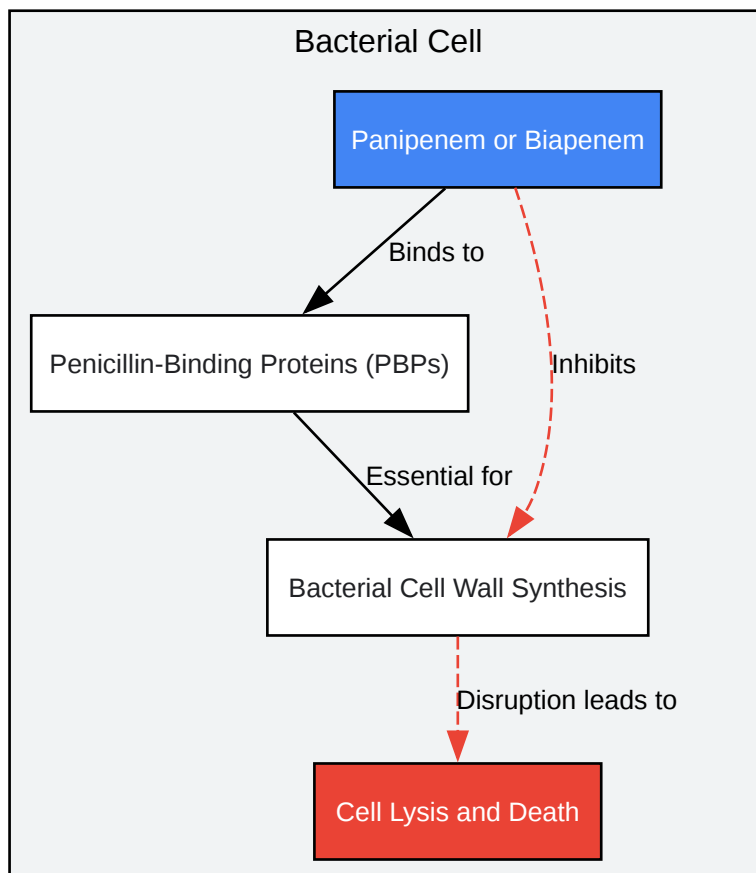 Bacterial Cell
Panipenem or Biapenem
Binds to
Penicillin-Binding Proteins (PBPs)
Inhibits
Essential for
Bacterial Cell Wall Synthesis
Disruption leads to
Cell Lysis and Death